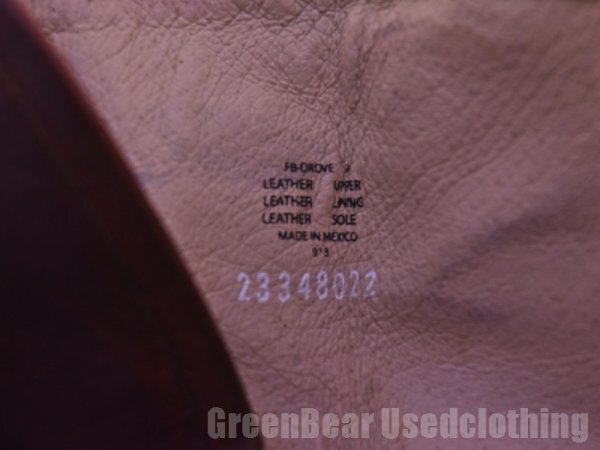 FB-DROVE 9
LEATHER UPPER
LEATHER LINING
LEATHER SOLE
MADE IN MEXICO
23348022
GreenBear Usedclothing